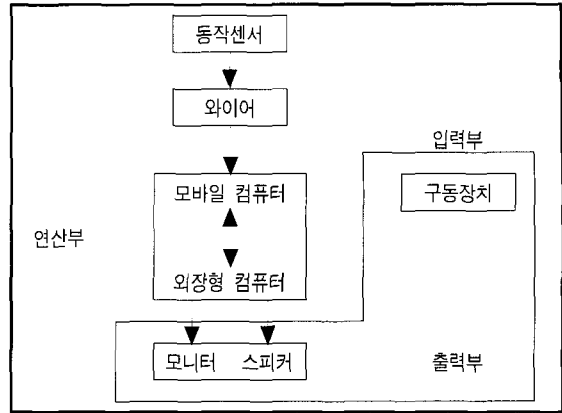 동작센서
와이어
입력부
모바일 컴퓨터
구동장치
연산부
외장형 컴퓨터
모니터 스피커
출력부